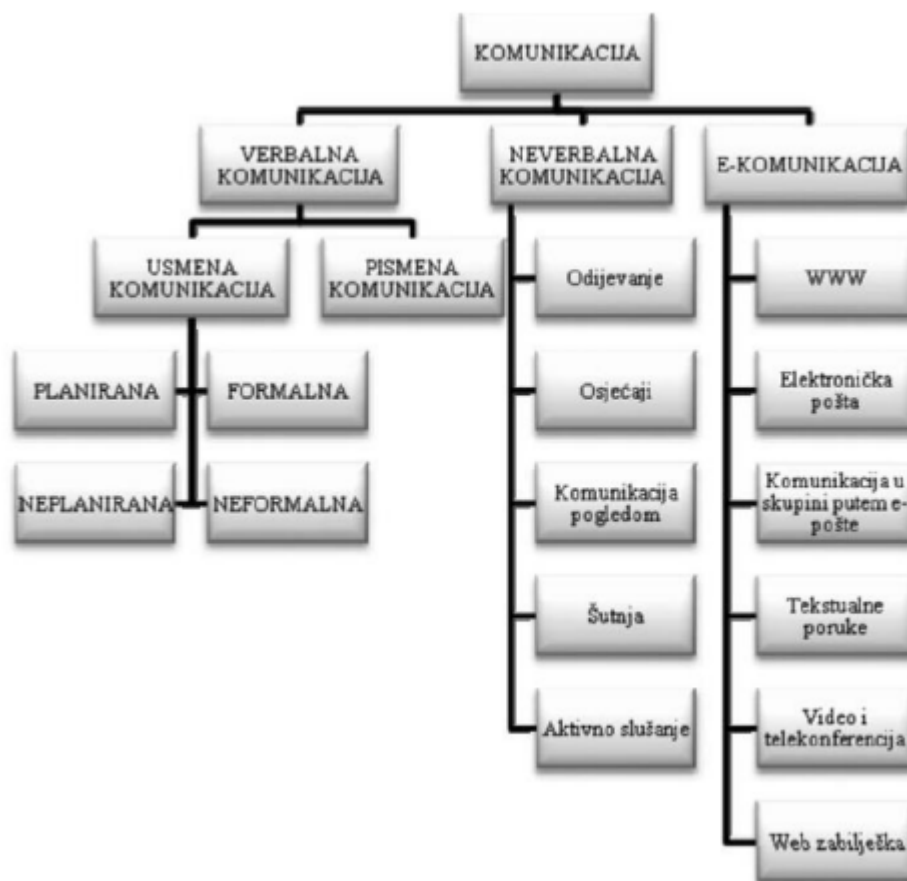 KOMUNIKACIJA
VERBALNA
KOMUNIKACIJA
NEVERBALNA
KOMUNIKACIJA
E-KOMUNIKACIJA
USMENA
KOMUNIKACIJA
PISMENA
KOMUNIKACIJA
PLANIRANA
FORMALNA
NEPLANIRANA
NEFORMALNA
Odijevanje
Osjećaji
Komunikacija
pogledom
Šutnja
Aktivno slušanje
WWW
Elektronička
pošta
Komunikacija u
skupini putem e-
pošte
Tekstualne
poruke
Video i
telekonferencija
Web zabilješka